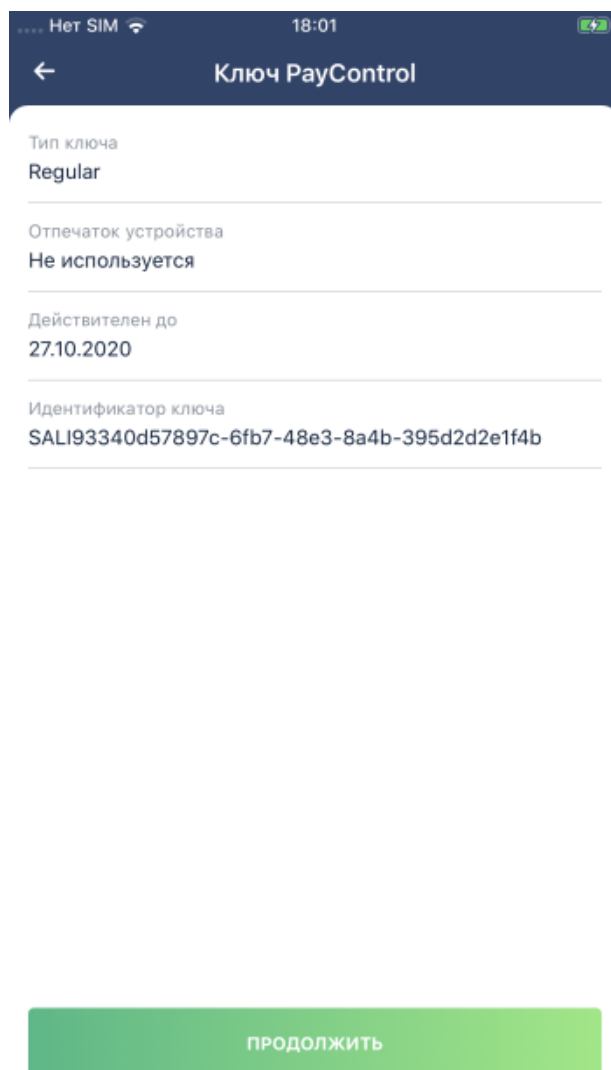 Нет SIM
18:01
Ключ PayControl
Тип ключа
Regular
Отпечаток устройства
Не используется
Действителен до
27.10.2020
Идентификатор ключа
SALI93340d57897c-6fb7-48e3-8a4b-395d2d2e1f4b
ПРОДОЛЖИТЬ